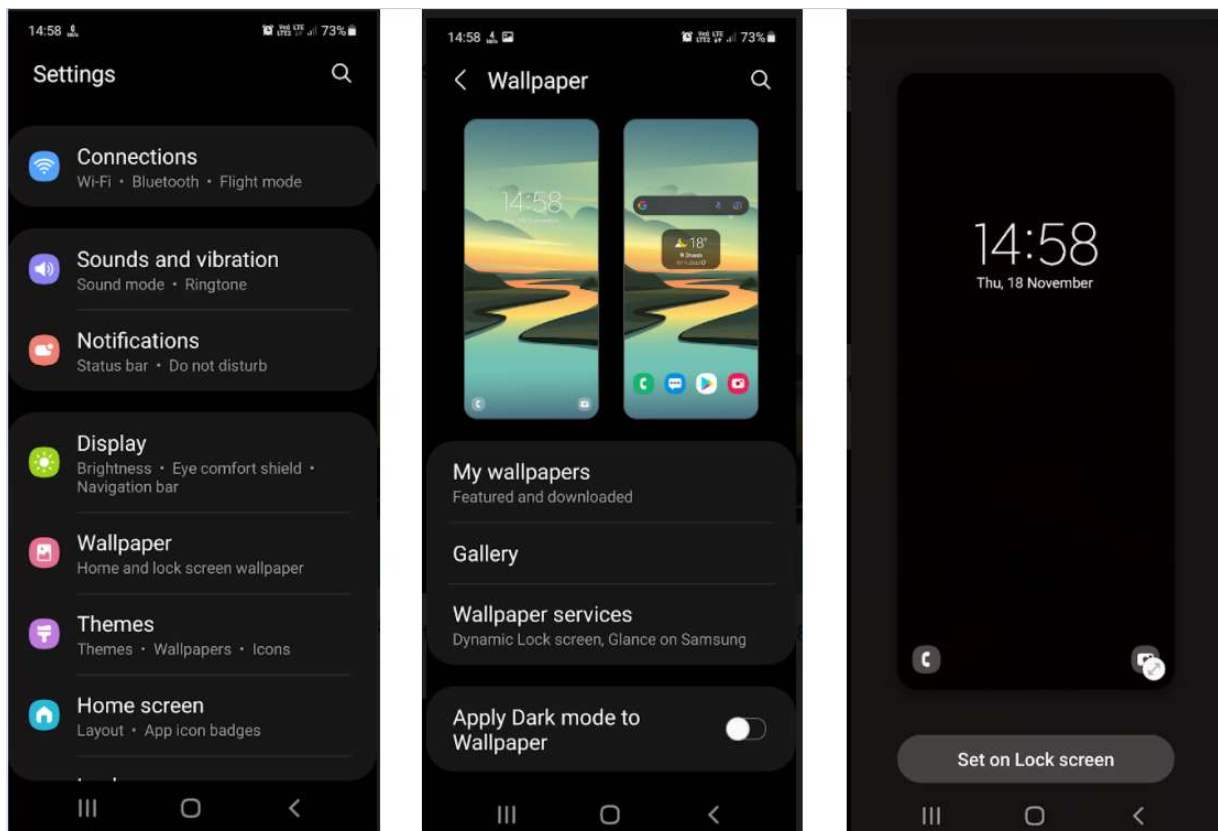 14:58
73%
Settings
Connections
Wi-Fi • Bluetooth • Flight mode
Sounds and vibration
Sound mode • Ringtone
Notifications
Status bar • Do not disturb
Display
Brightness • Eye comfort shield •
Navigation bar
Wallpaper
Home and lock screen wallpaper
Themes
Themes • Wallpapers • Icons
Home screen
Layout • App icon badges
14:58
73%
Wallpaper
14:58
18°
My wallpapers
Featured and downloaded
Gallery
Wallpaper services
Dynamic Lock screen, Glance on Samsung
Apply Dark mode to
Wallpaper
14:58
Thu, 18 November
Set on Lock screen